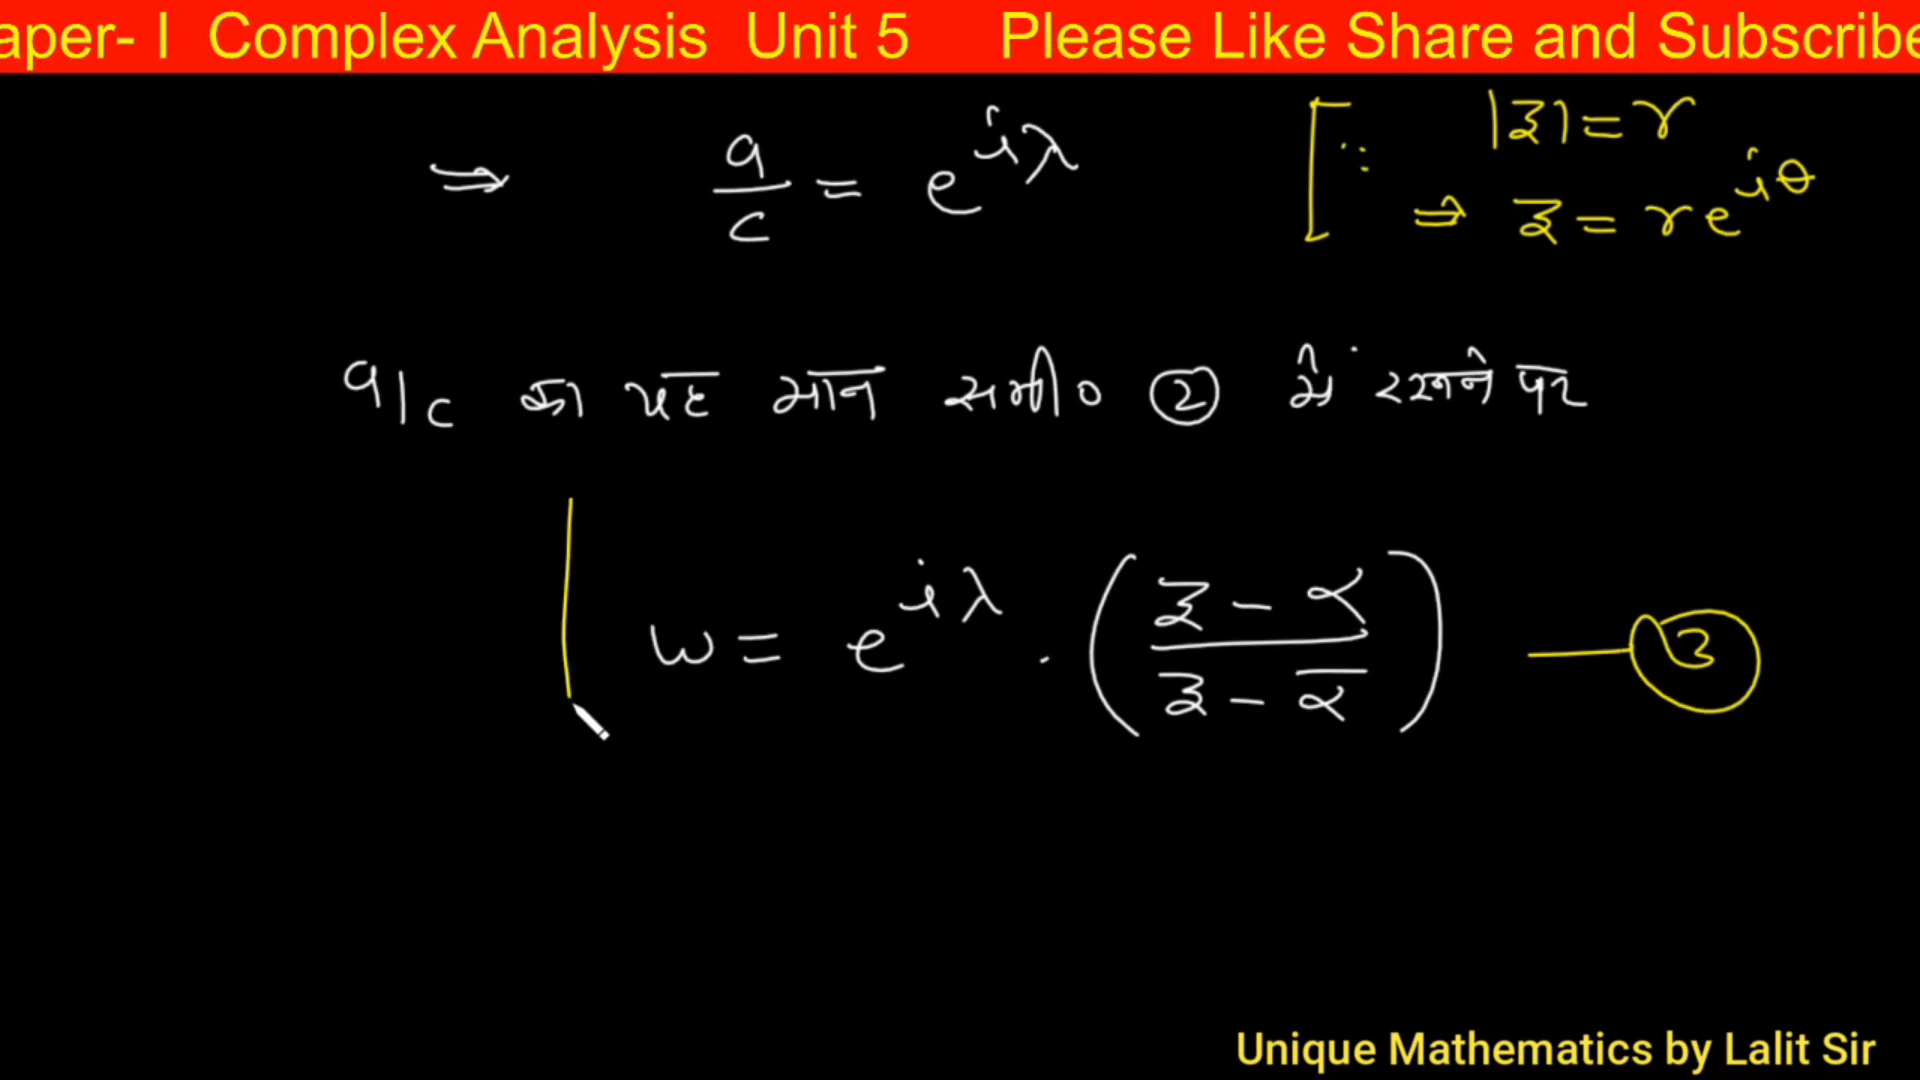 aper- I Complex Analysis Unit 5 Please Like Share and Subscribe
⇒ a/c = e^{iλ} [∵ |z| = r
⇒ z = re^{iθ}
a/c का यह मान समी० ② में रखने पर
w = e^{iλ} · ( (z - α) / (z - ᾱ) ) — ③
Unique Mathematics by Lalit Sir